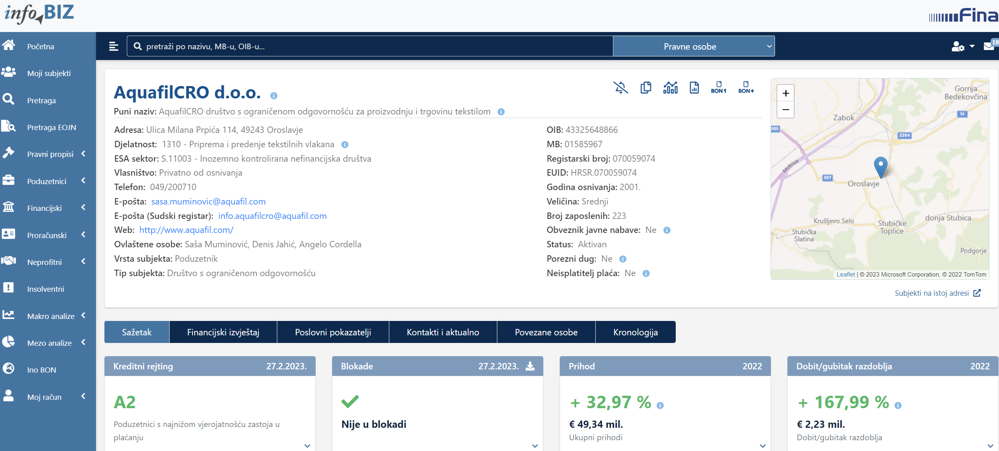 info BIZ
Fina
pretraži po nazivu, MB-u, OIB-u...
Pravne osobe
18
Početna
Moji subjekti
Pretraga
Pretraga EOJN
Pravni propisi
Poduzetnici
Financijski
Proračunski
Neprofitni
Insolventni
Makro analize
Mezo analize
Ino BON
Moj račun
AquafilCRO d.o.o.
BON1
BON+
Puni naziv: AquafilCRO društvo s ograničenom odgovornošću za proizvodnju i trgovinu tekstilom
Adresa: Ulica Milana Prpića 114, 49243 Oroslavje
Djelatnost: 1310 - Priprema i predenje tekstilnih vlakana
ESA sektor: S.11003 - Inozemno kontrolirana nefinancijska društva
Vlasništvo: Privatno od osnivanja
Telefon: 049/200710
E-pošta: sasa.muminovic@aquafil.com
E-pošta (Sudski registar): info.aquafilcro@aquafil.com
Web: http://www.aquafil.com/
Ovlaštene osobe: Saša Muminović, Denis Jahić, Angelo Cordella
Vrsta subjekta: Poduzetnik
Tip subjekta: Društvo s ograničenom odgovornošću
OIB: 43325648866
MB: 01585967
Registarski broj: 070059074
EUID: HRSR.070059074
Godina osnivanja: 2001.
Veličina: Srednji
Broj zaposlenih: 223
Obveznik javne nabave: Ne
Status: Aktivan
Porezni dug: Ne
Neisplatitelj plaća: Ne
+
−
Gornja
Bedekovčina
14
Zabok
205
2264
Mokrice
307
Oroslavje
donja Stubica
Krušljevo Selo
Stubičke
Toplice
Stubička
Slatina
Podgorje
Leaflet | © 2023 Microsoft Corporation, © 2022 TomTom
Subjekti na istoj adresi
Sažetak
Financijski izvještaj
Poslovni pokazatelji
Kontakti i aktualno
Povezane osobe
Kronologija
Kreditni rejting 27.2.2023.
A2
Poduzetnici s najnižom vjerojatnošću zastoja u
plaćanju
Blokade 27.2.2023.
Nije u blokadi
Prihod 2022
+ 32,97 %
€ 49,34 mil.
Ukupni prihodi
Dobit/gubitak razdoblja 2022
+ 167,99 %
€ 2,23 mil.
Dobit/gubitak razdoblja